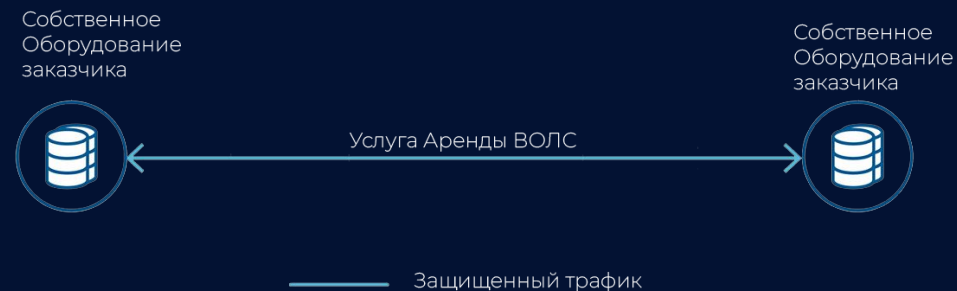 Собственное
Оборудование
заказчика
Собственное
Оборудование
заказчика
Услуга Аренды ВОЛС
Защищенный трафик